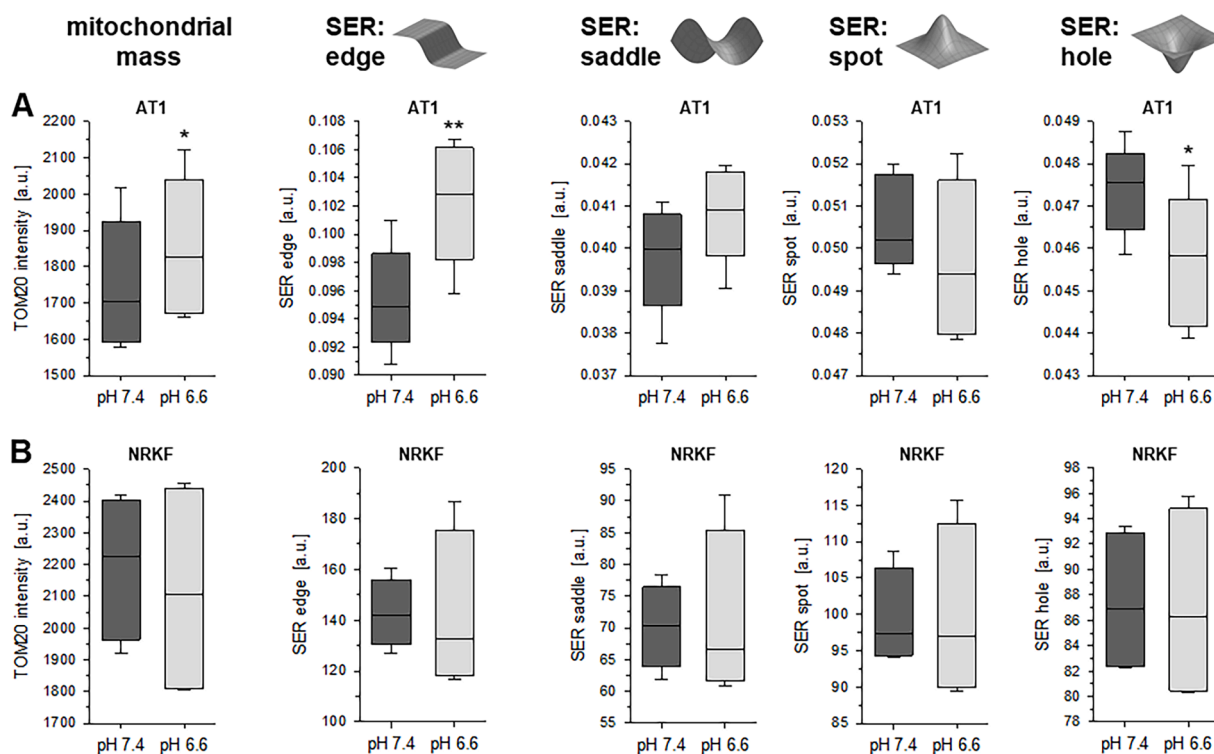 mitochondrial
mass
SER:
edge
SER:
saddle
SER:
spot
SER:
hole
A
AT1
TOM20 intensity [a.u.]
2200
2100
2000
1900
1800
1700
1600
1500
pH 7.4 pH 6.6
*
AT1
SER edge [a.u.]
0.108
0.106
0.104
0.102
0.100
0.098
0.096
0.094
0.092
0.090
pH 7.4 pH 6.6
**
AT1
SER saddle [a.u.]
0.043
0.042
0.041
0.040
0.039
0.038
0.037
pH 7.4 pH 6.6
AT1
SER spot [a.u.]
0.053
0.052
0.051
0.050
0.049
0.048
0.047
pH 7.4 pH 6.6
AT1
SER hole [a.u.]
0.049
0.048
0.047
0.046
0.045
0.044
0.043
pH 7.4 pH 6.6
*
B
NRKF
TOM20 intensity [a.u.]
2500
2400
2300
2200
2100
2000
1900
1800
1700
pH 7.4 pH 6.6
NRKF
SER edge [a.u.]
200
180
160
140
120
100
pH 7.4 pH 6.6
NRKF
SER saddle [a.u.]
95
90
85
80
75
70
65
60
55
pH 7.4 pH 6.6
NRKF
SER spot [a.u.]
120
115
110
105
100
95
90
85
pH 7.4 pH 6.6
NRKF
SER hole [a.u.]
98
96
94
92
90
88
86
84
82
80
78
pH 7.4 pH 6.6